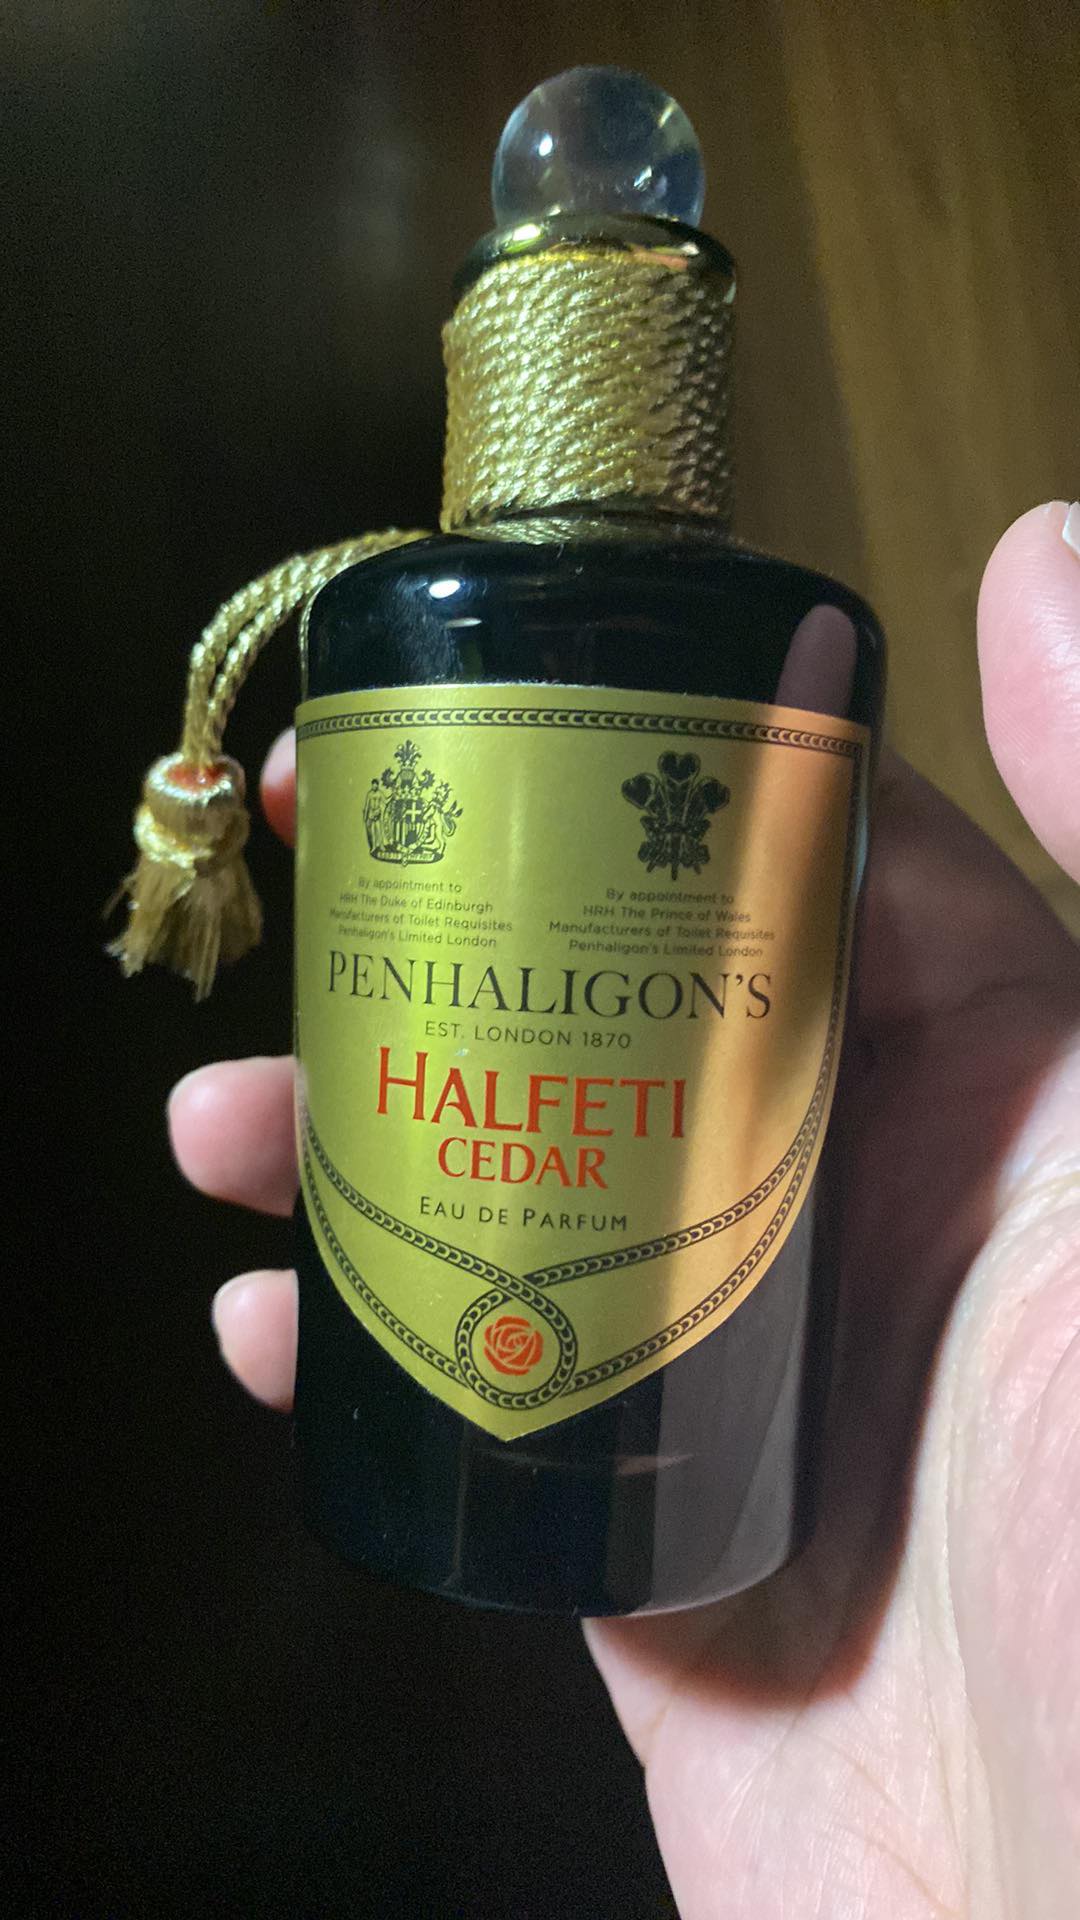 By appointment to
HRH The Duke of Edinburgh
Manufacturers of Toilet Requisites
Penhaligon's Limited London
By appointment to
HRH The Prince of Wales
Manufacturers of Toilet Requisites
Penhaligon's Limited London
PENHALIGON'S
EST. LONDON 1870
HALFETI
CEDAR
EAU DE PARFUM